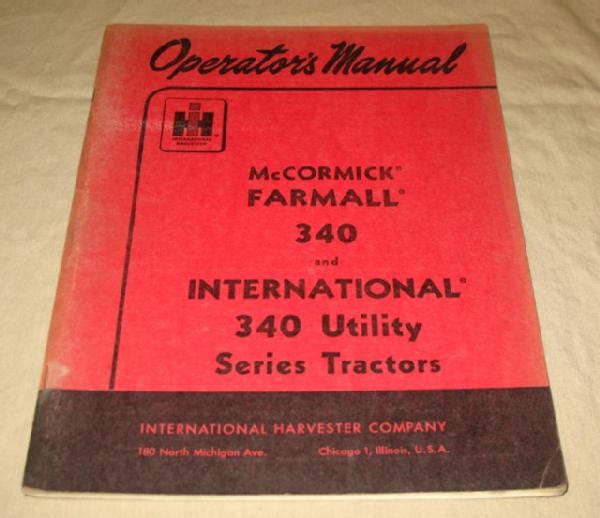 Operator's Manual
IH
INTERNATIONAL
HARVESTER
McCORMICK®
FARMALL®
340
and
INTERNATIONAL®
340 Utility
Series Tractors
INTERNATIONAL HARVESTER COMPANY
180 North Michigan Ave. Chicago 1, Illinois, U.S.A.